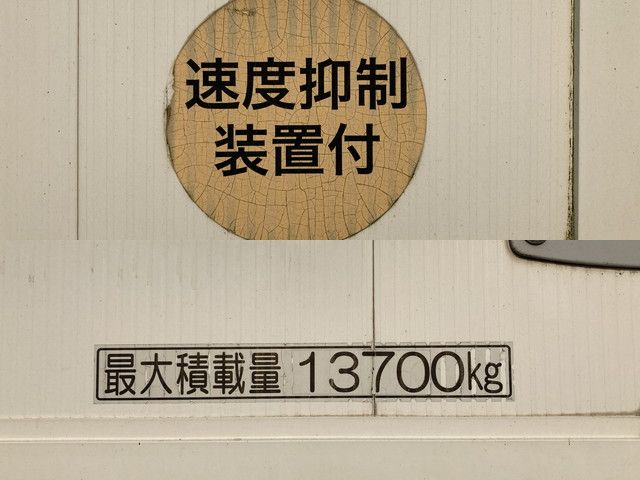 速度抑制
装置付
最大積載量 13700kg